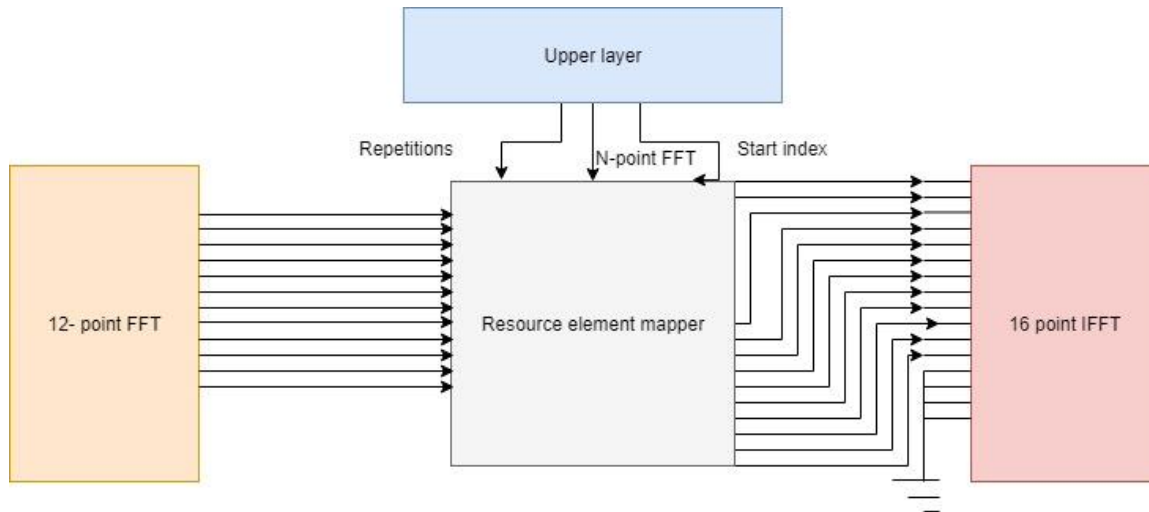 Upper layer
Repetitions
N-point FFT
Start index
12- point FFT
Resource element mapper
16 point IFFT